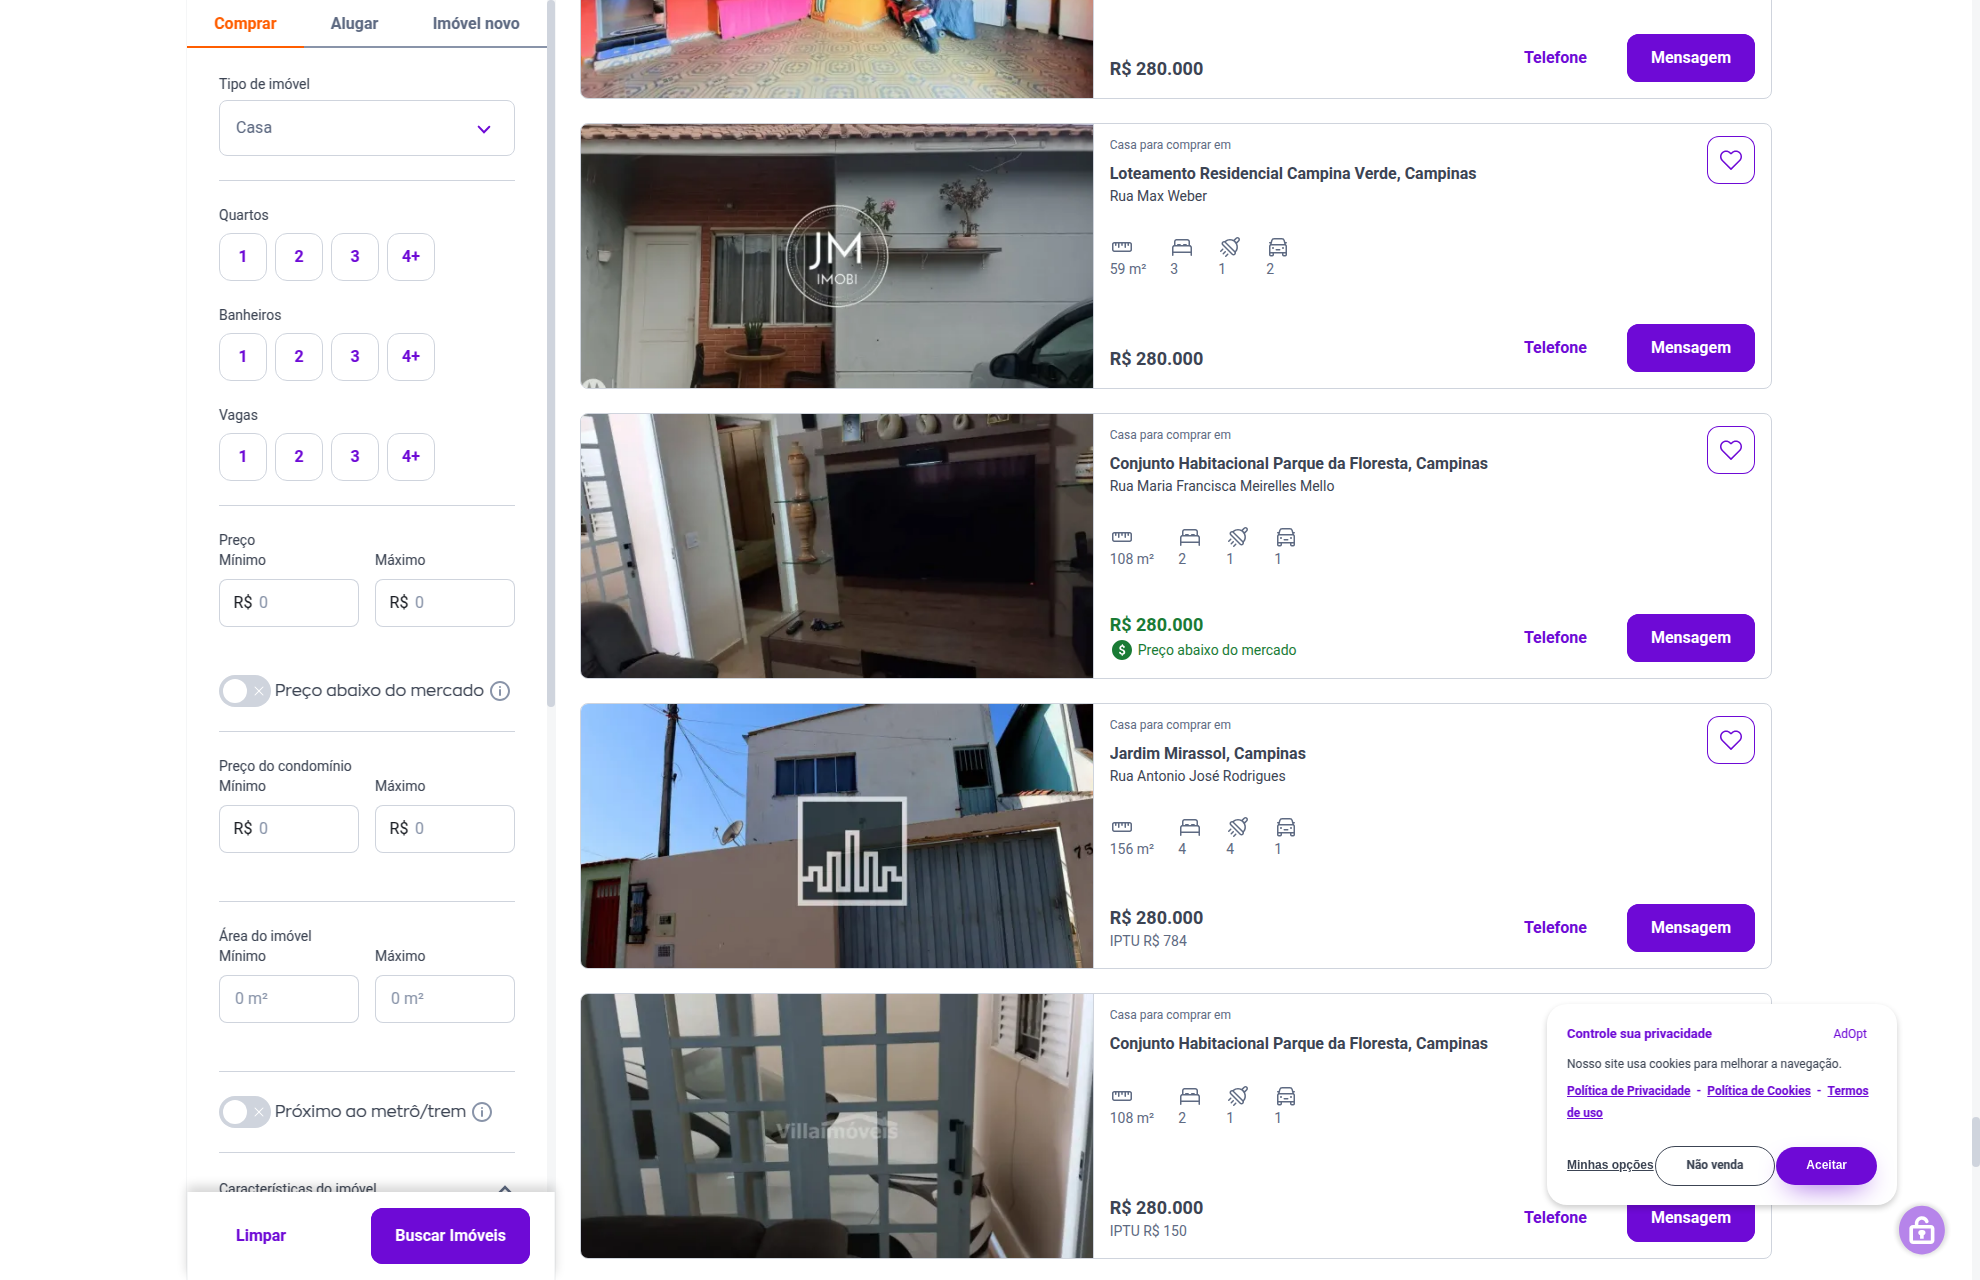 Comprar
Alugar
Imóvel novo
Tipo de imóvel
Casa
Quartos
1
2
3
4+
Banheiros
1
2
3
4+
Vagas
1
2
3
4+
Preço
Mínimo
Máximo
R$ 0
R$ 0
Preço abaixo do mercado
Preço do condomínio
Mínimo
Máximo
R$ 0
R$ 0
Área do imóvel
Mínimo
Máximo
0 m²
0 m²
Próximo ao metrô/trem
Características do imóvel
Limpar
Buscar Imóveis
R$ 280.000
Telefone
Mensagem
JM
IMOBI
Casa para comprar em
Loteamento Residencial Campina Verde, Campinas
Rua Max Weber
59 m²
3
1
2
R$ 280.000
Telefone
Mensagem
Casa para comprar em
Conjunto Habitacional Parque da Floresta, Campinas
Rua Maria Francisca Meirelles Mello
108 m²
2
1
1
R$ 280.000
$ Preço abaixo do mercado
Telefone
Mensagem
75
Casa para comprar em
Jardim Mirassol, Campinas
Rua Antonio José Rodrigues
156 m²
4
4
1
R$ 280.000
IPTU R$ 784
Telefone
Mensagem
Villaimóveis
Casa para comprar em
Conjunto Habitacional Parque da Floresta, Campinas
108 m²
2
1
1
R$ 280.000
IPTU R$ 150
Telefone
Mensagem
Controle sua privacidade
AdOpt
Nosso site usa cookies para melhorar a navegação.
Política de Privacidade - Política de Cookies - Termos
de uso
Minhas opções
Não venda
Aceitar